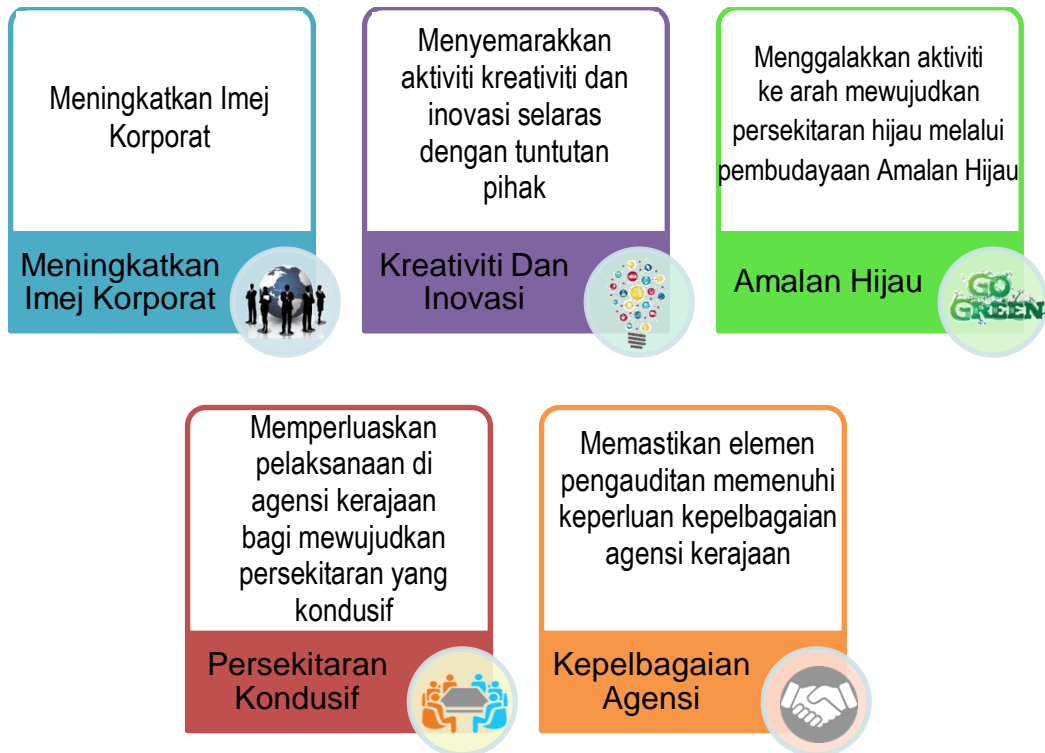 Meningkatkan Imej
Korporat
Meningkatkan
Imej Korporat
Menyemarakkan
aktiviti kreativiti dan
inovasi selaras
dengan tuntutan
pihak
Kreativiti Dan
Inovasi
Menggalakkan aktiviti
ke arah mewujudkan
persekitaran hijau melalui
pembudayaan Amalan Hijau
Amalan Hijau
GO
GREEN
Memperluaskan
pelaksanaan di
agensi kerajaan
bagi mewujudkan
persekitaran yang
kondusif
Persekitaran
Kondusif
Memastikan elemen
pengauditan memenuhi
keperluan kepelbagaian
agensi kerajaan
Kepelbagaian
Agensi